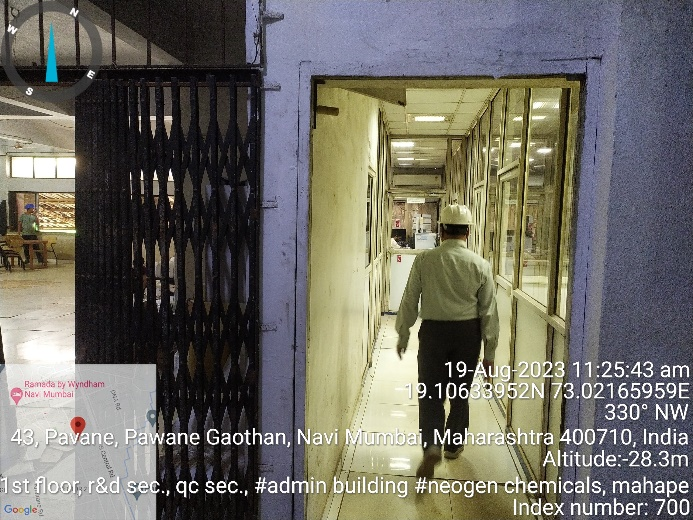 N
W
E
S
Ramada by Wyndham
Navi Mumbai
19-Aug-2023 11:25:43 am
19.10633952N 73.02165959E
330° NW
43, Pavane, Pawane Gaothan, Navi Mumbai, Maharashtra 400710, India
Altitude:-28.3m
1st floor, r&d sec., qc sec., #admin building #neogen chemicals, mahape
Index number: 700
Google